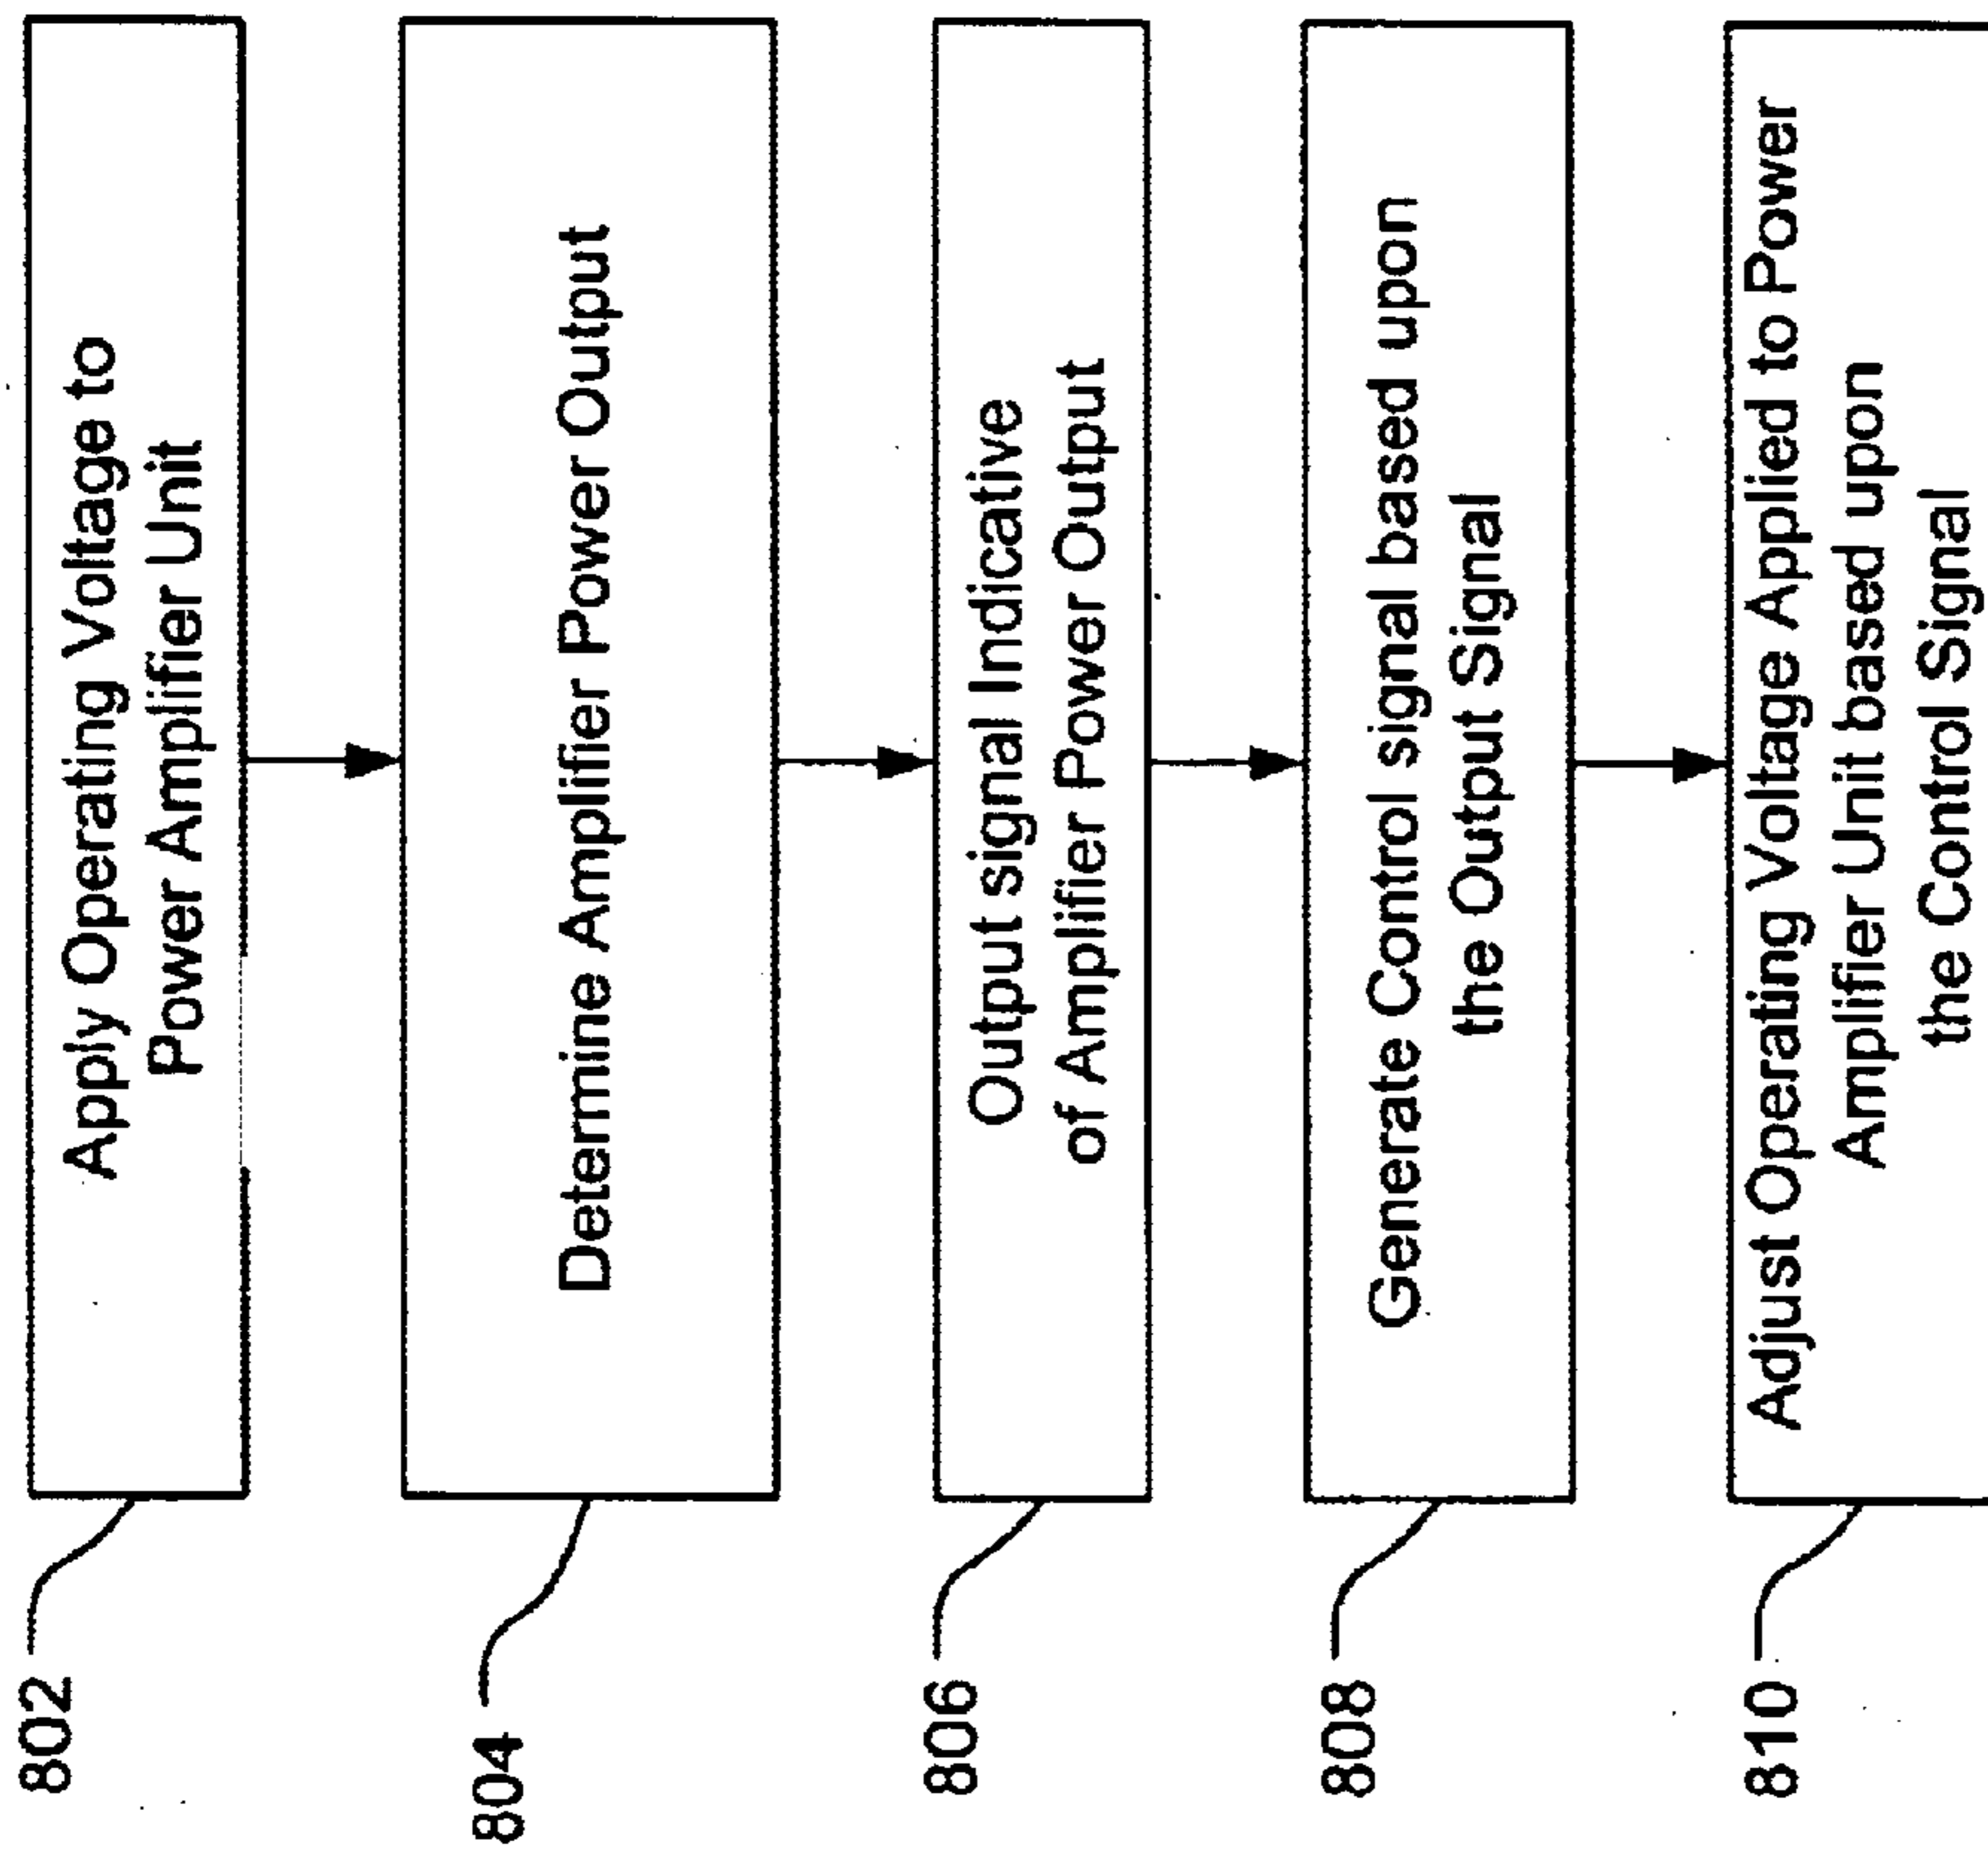 802
Apply Operating Voltage to
Power Amplifier Unit
804
Determine Amplifier Power Output
806
Output signal Indicative
of Amplifier Power Output
808
Generate Control signal based upon
the Output Signal
810
Adjust Operating Voltage Applied to Power
Amplifier Unit based upon
the Control Signal